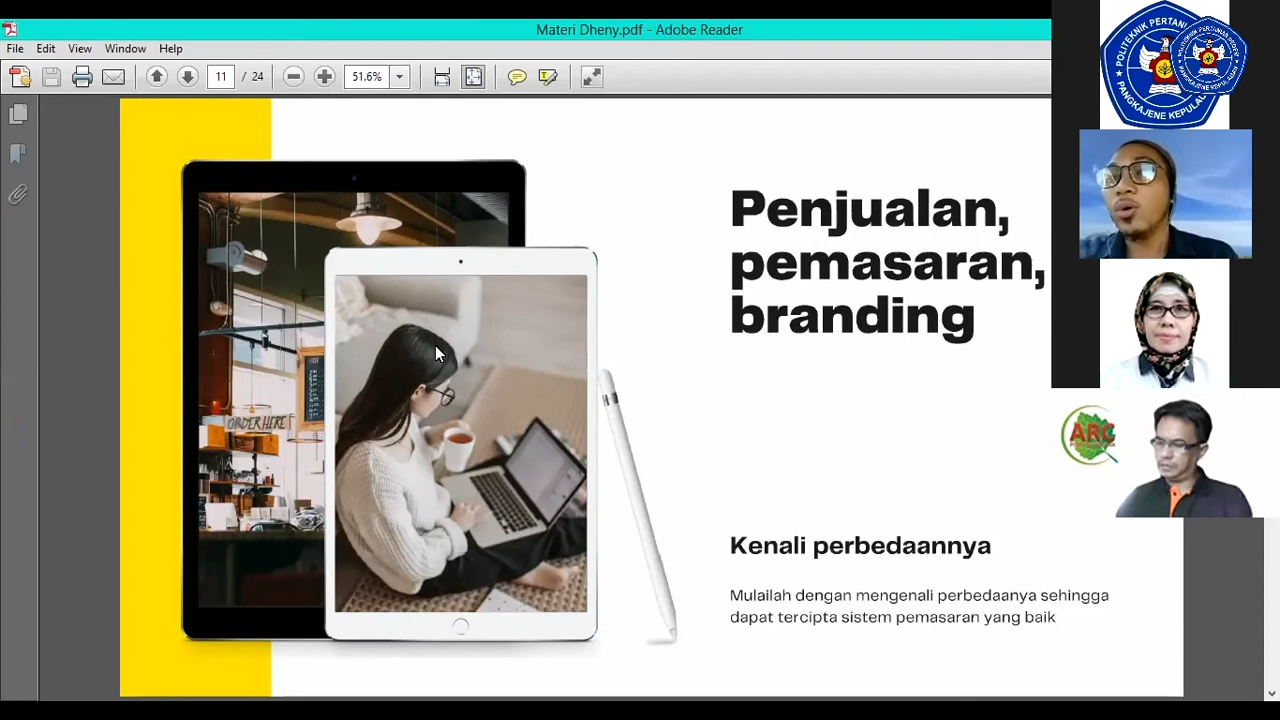 Materi Dheny.pdf - Adobe Reader
File Edit View Window Help
11 / 24 51.6%
Penjualan,
pemasaran,
branding
ORDER HERE
Kenali perbedaannya
Mulailah dengan mengenali perbedaanya sehingga
dapat tercipta sistem pemasaran yang baik
ARC